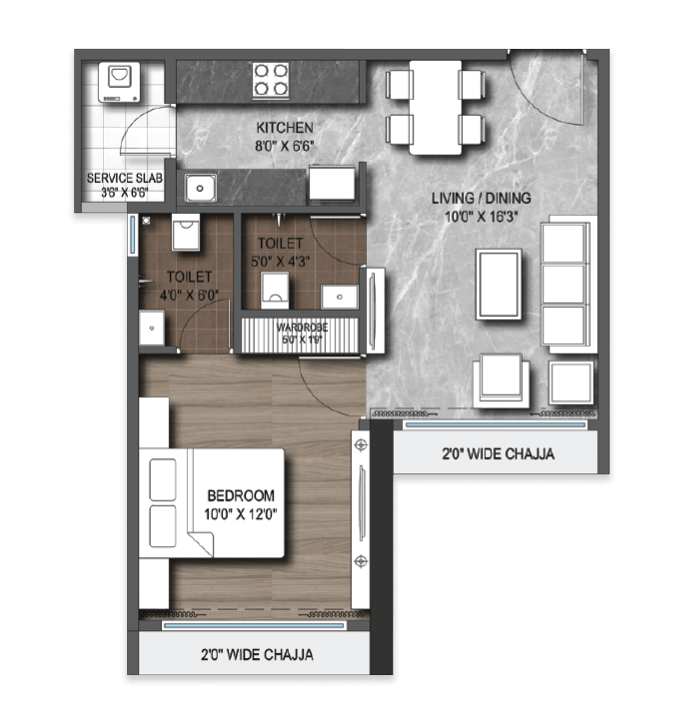 KITCHEN
8'0" X 6'6"
SERVICE SLAB
3'6" X 6'6"
LIVING / DINING
10'0" X 16'3"
TOILET
5'0" X 4'3"
TOILET
4'0" X 6'0"
WARDROBE
5'0" X 1'9"
2'0" WIDE CHAJJA
BEDROOM
10'0" X 12'0"
2'0" WIDE CHAJJA